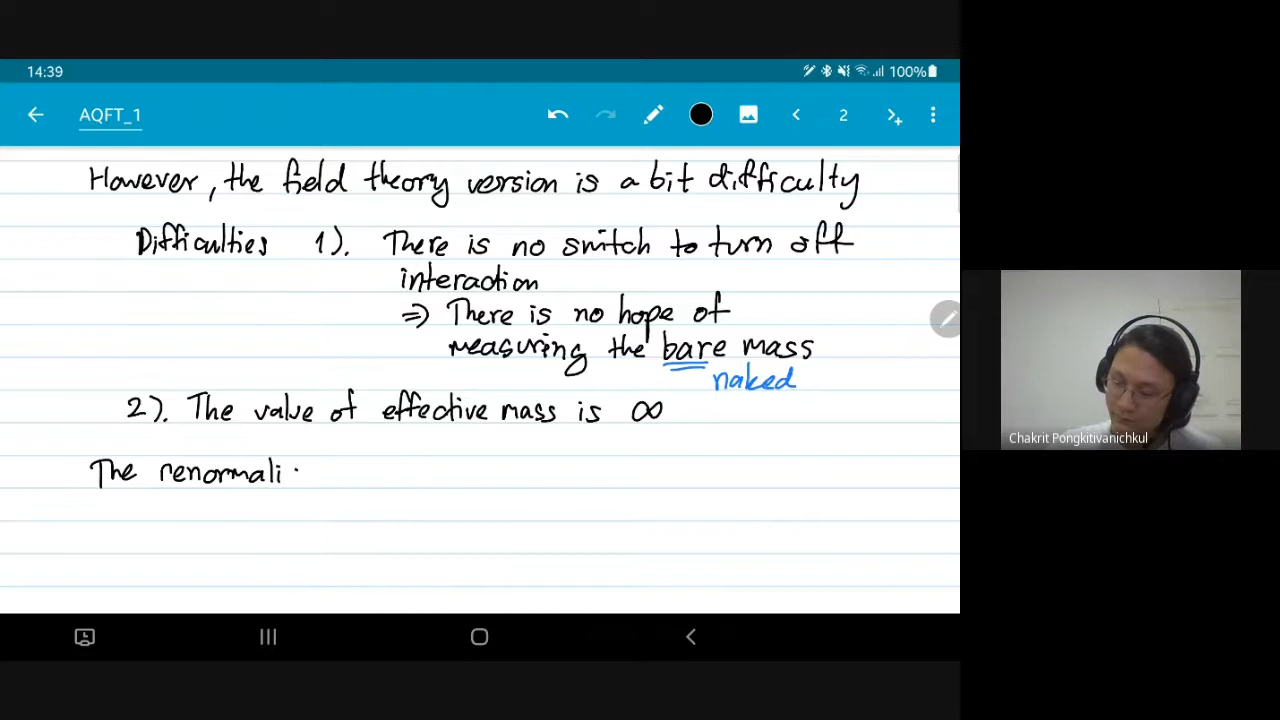 14:39
100%
AQFT_1
2
However, the field theory version is a bit difficulty
Difficulties 1). There is no switch to turn off
interaction
⇒ There is no hope of
measuring the bare mass
naked
2). The value of effective mass is ∞
The renormali
Chakrit Pongkitivanichkul